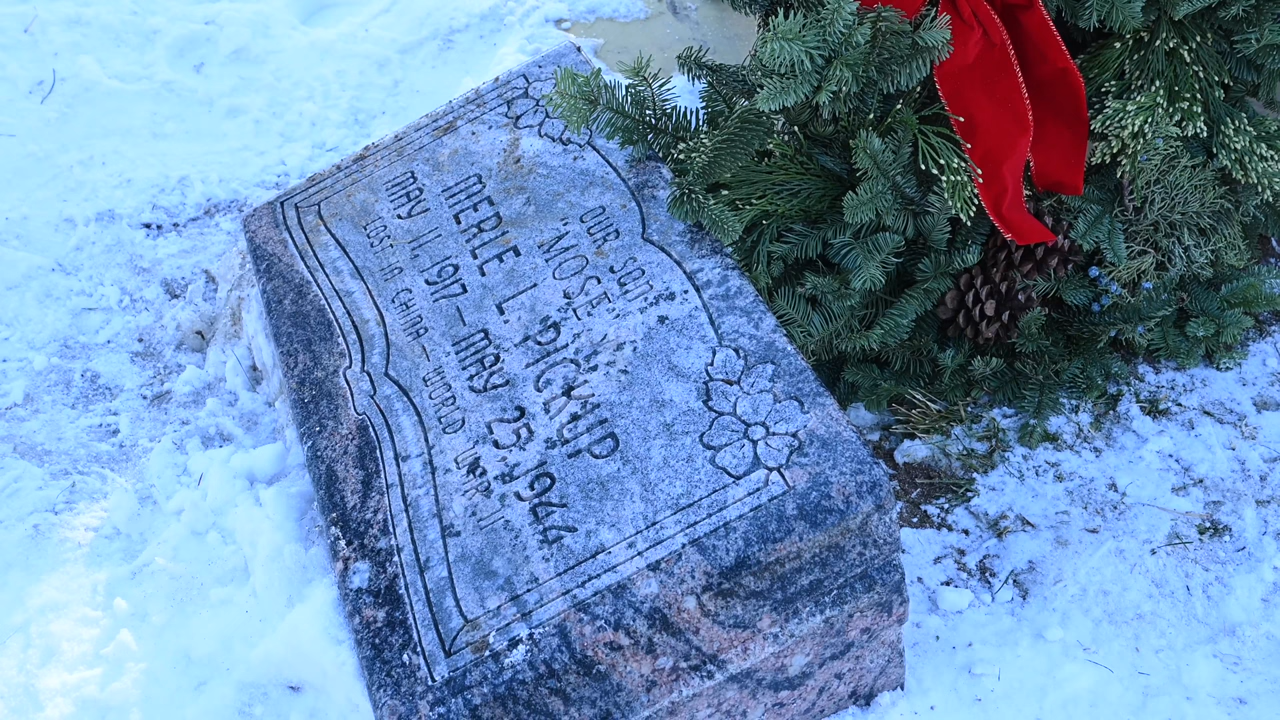 OUR SON
"MOSE"
MERLE L. PICKUP
MAY 11, 1917 - MAY 25, 1944
LOST IN CHINA - WORLD WAR II